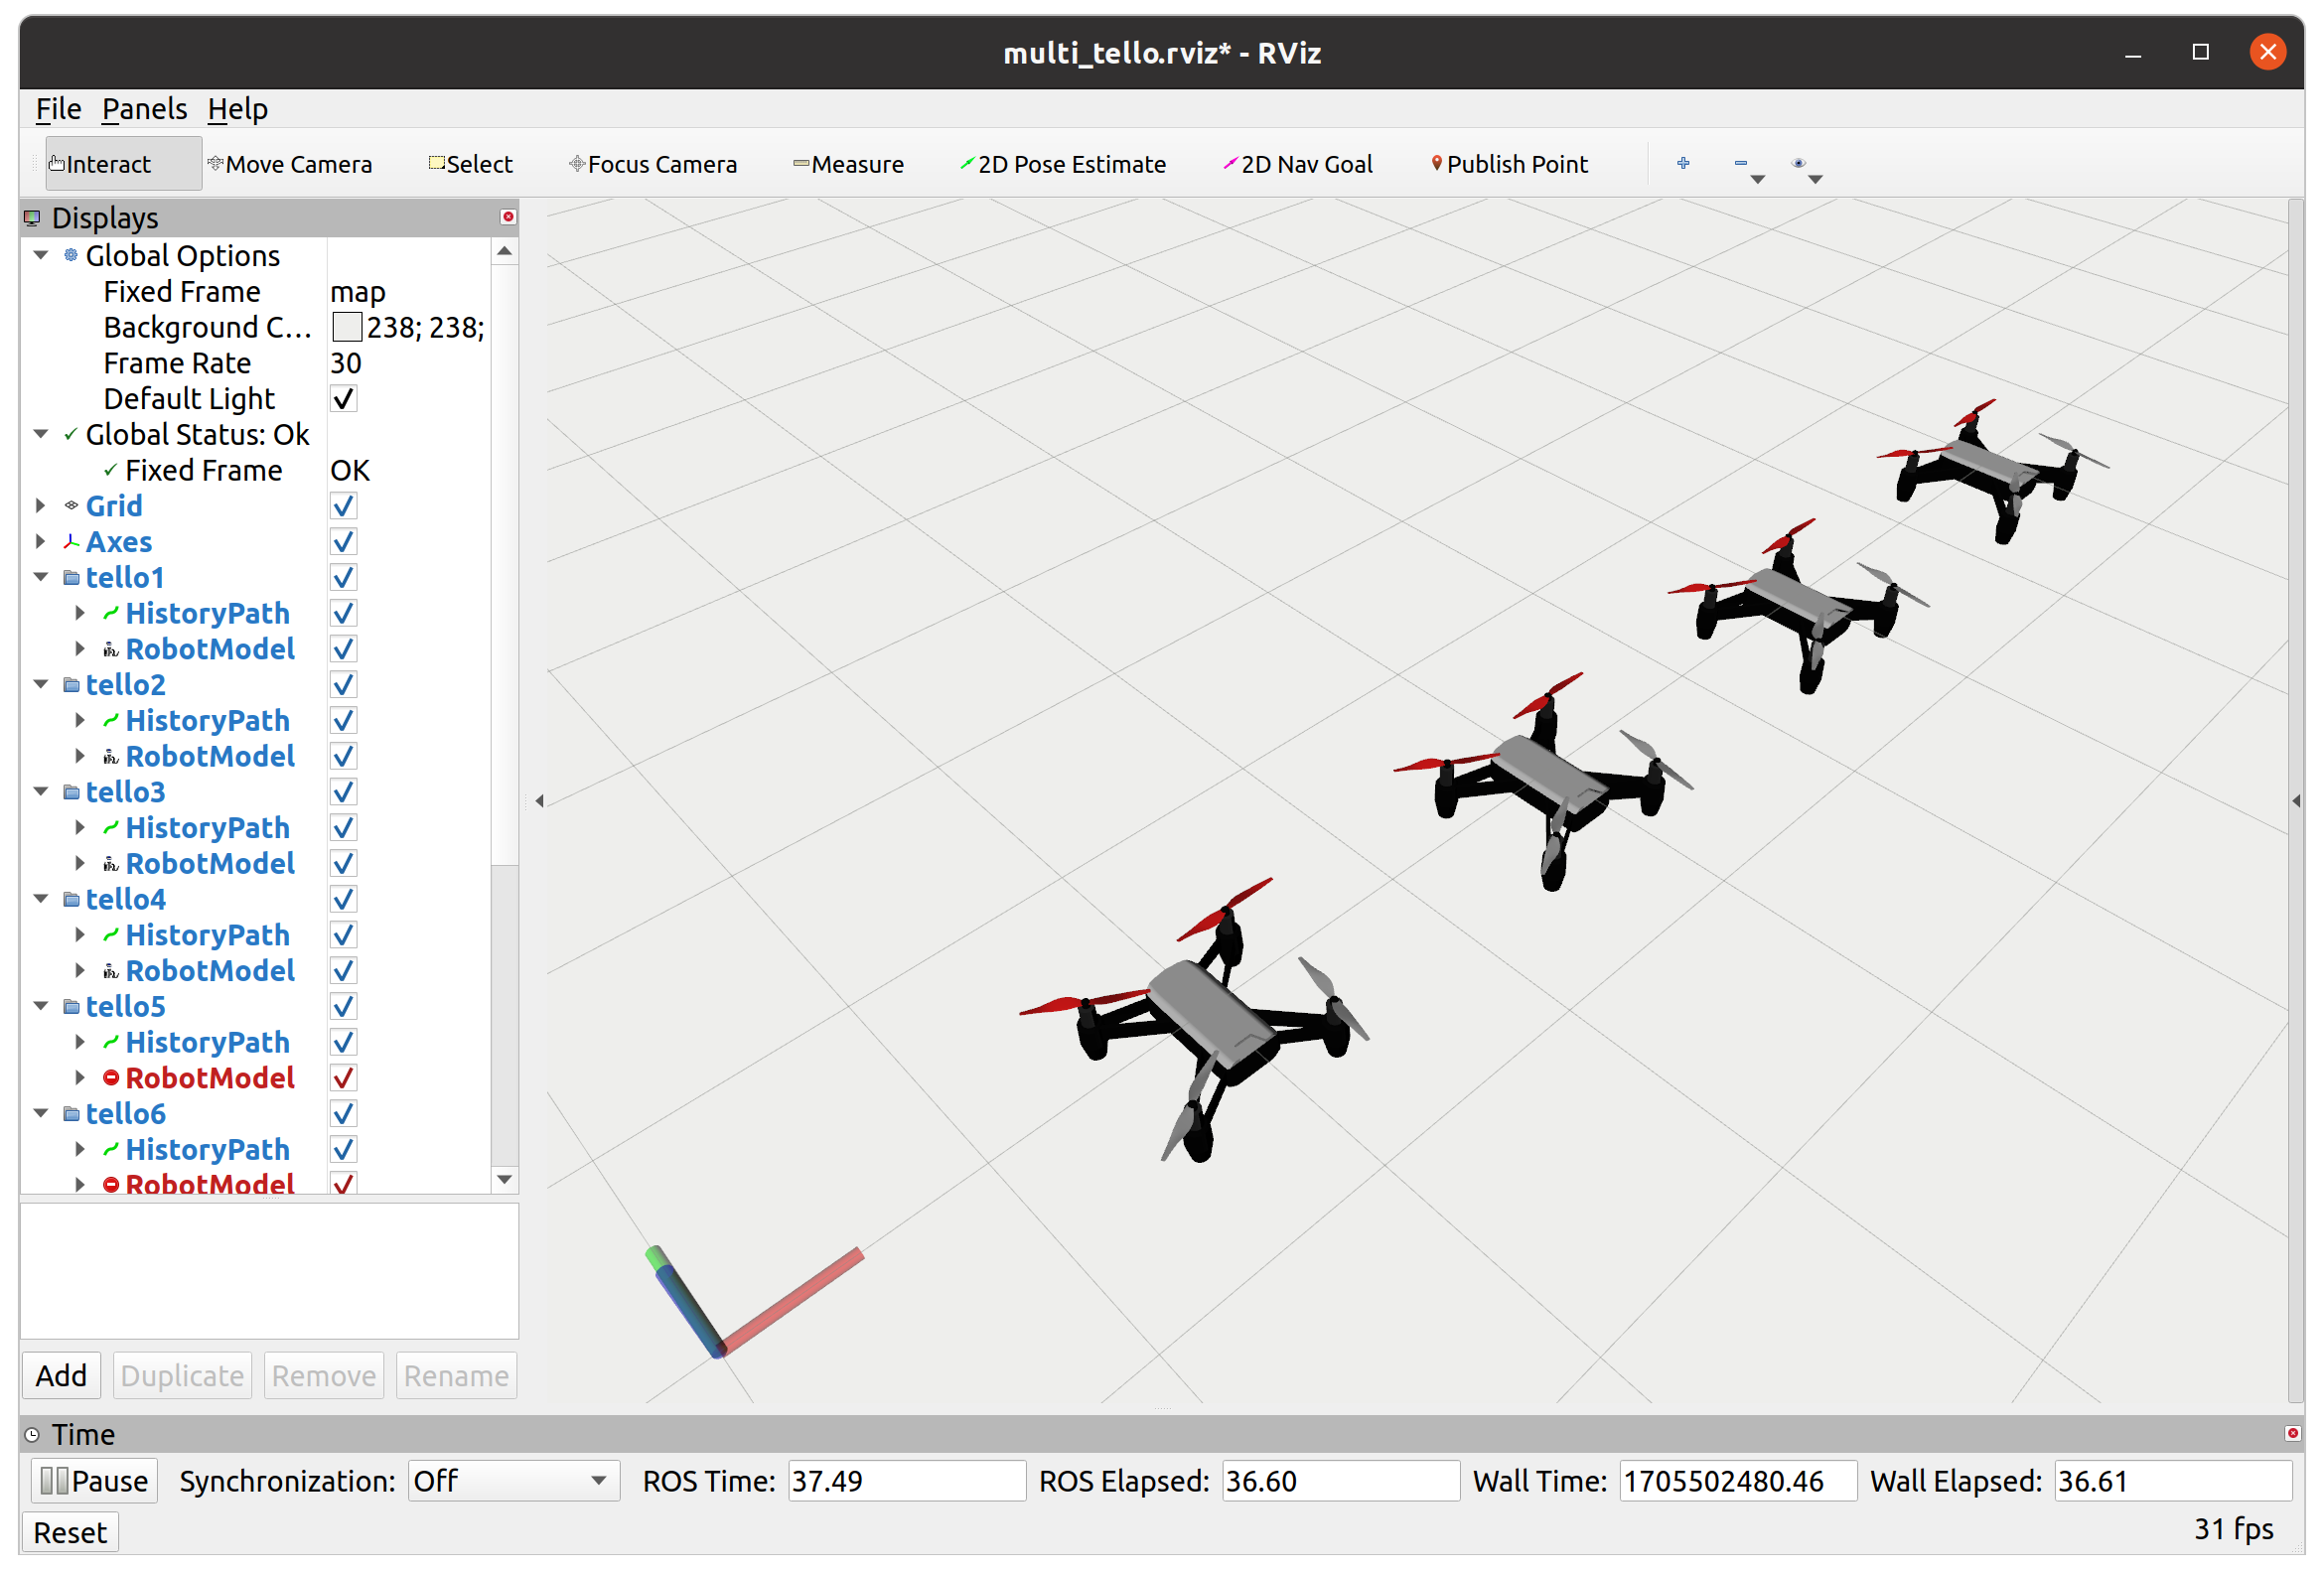 multi_tello.rviz* - RViz
File Panels Help
Interact Move Camera Select Focus Camera Measure 2D Pose Estimate 2D Nav Goal Publish Point
Displays
Global Options
Fixed Frame map
Background C... 238; 238;
Frame Rate 30
Default Light
Global Status: Ok
Fixed Frame OK
Grid
Axes
tello1
HistoryPath
RobotModel
tello2
HistoryPath
RobotModel
tello3
HistoryPath
RobotModel
tello4
HistoryPath
RobotModel
tello5
HistoryPath
RobotModel
tello6
HistoryPath
RobotModel
Add Duplicate Remove Rename
Time
Pause Synchronization: Off ROS Time: 37.49 ROS Elapsed: 36.60 Wall Time: 1705502480.46 Wall Elapsed: 36.61
Reset 31 fps